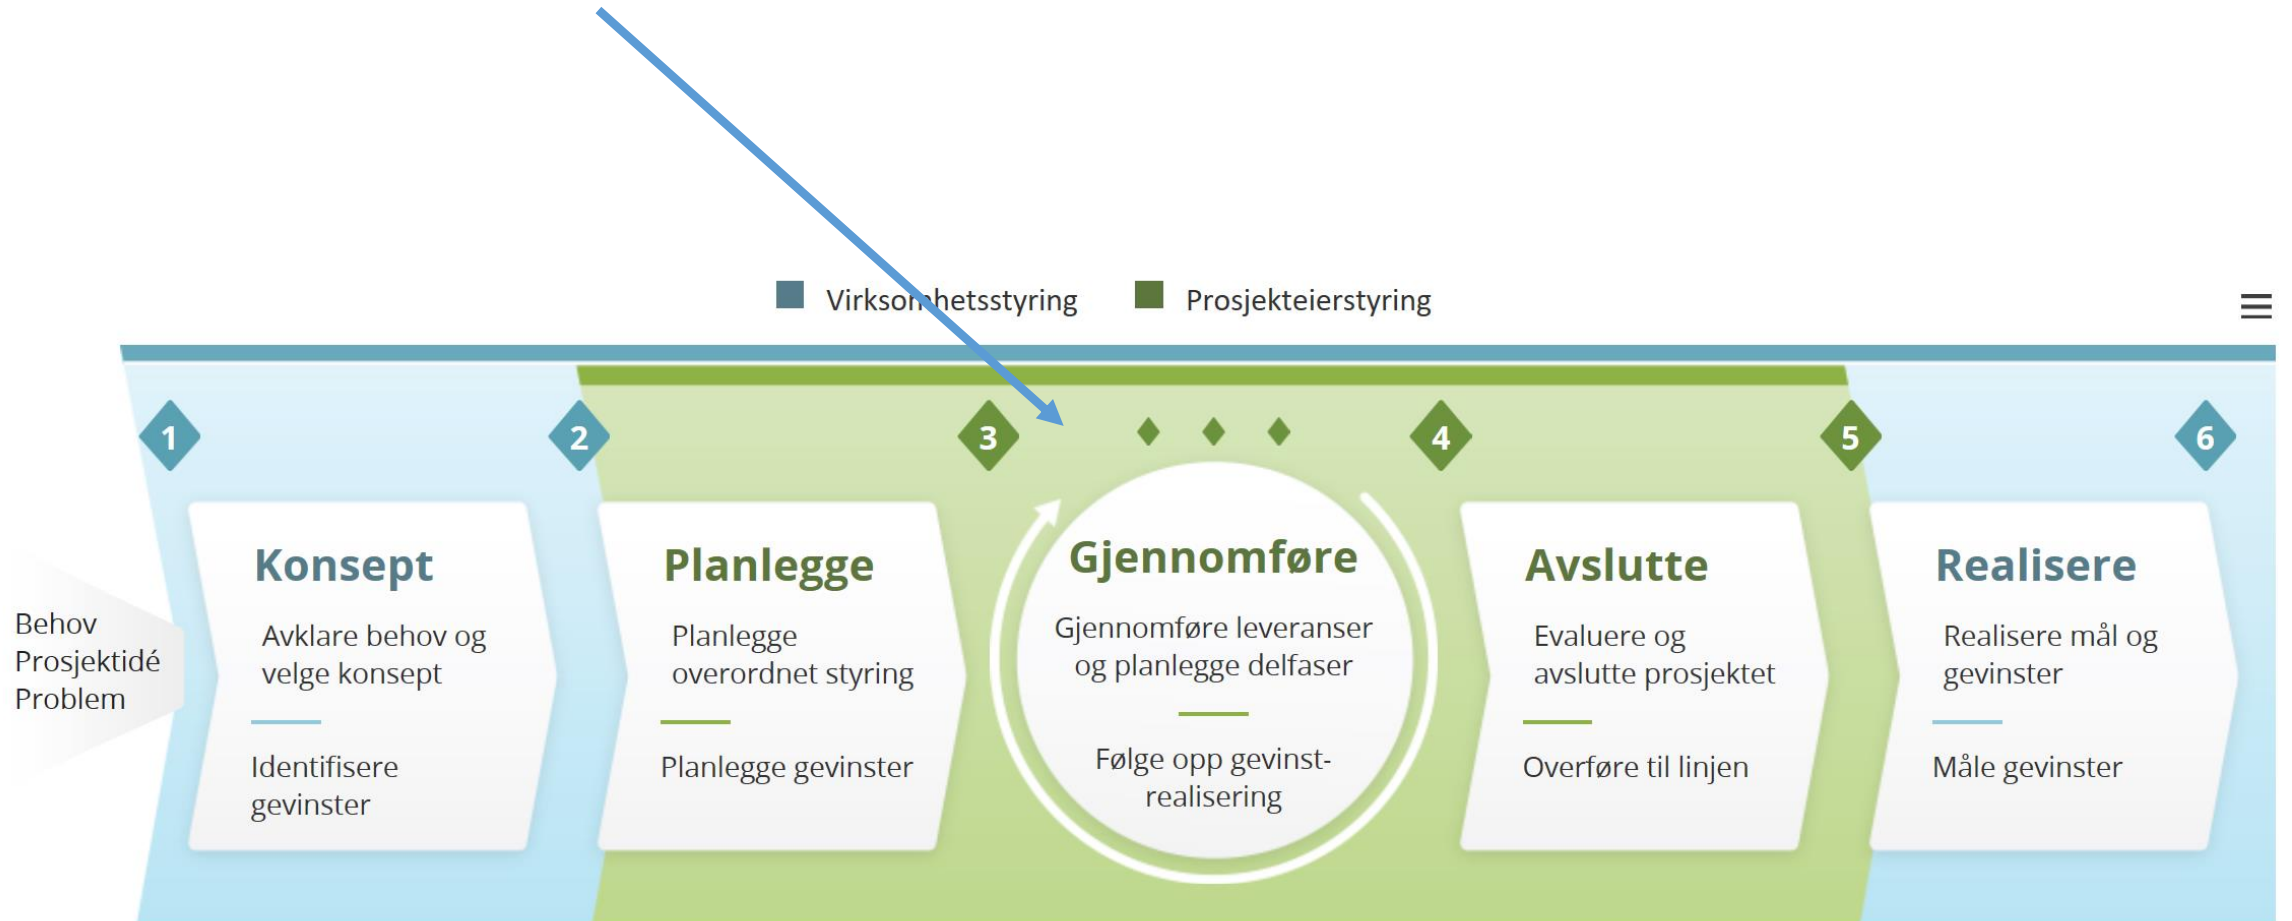 Virksomhetsstyring
Prosjekteierstyring
1
2
3
4
5
6
Behov
Prosjektidé
Problem
Konsept
Avklare behov og
velge konsept
Identifisere
gevinster
Planlegge
Planlegge
overordnet styring
Planlegge gevinster
Gjennomføre
Gjennomføre leveranser
og planlegge delfaser
Følge opp gevinst-
realisering
Avslutte
Evaluere og
avslutte prosjektet
Overføre til linjen
Realisere
Realisere mål og
gevinster
Måle gevinster